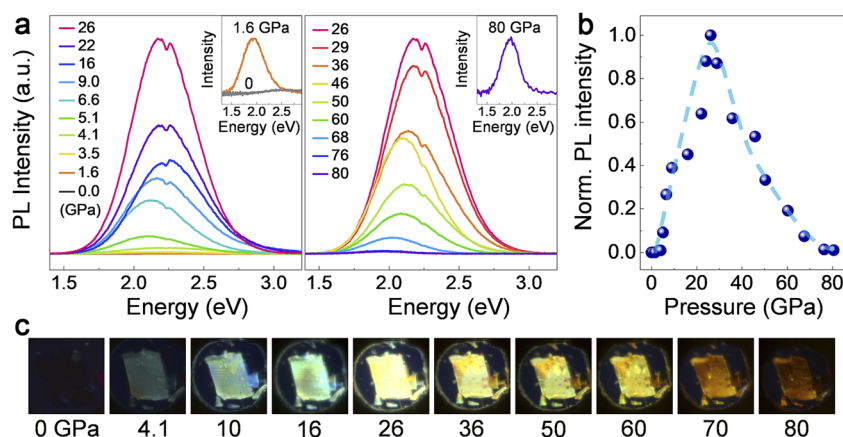 a
PL Intensity (a.u.)
26
22
16
9.0
6.6
5.1
4.1
3.5
1.6
0.0
(GPa)
Intensity
1.6 GPa
0
1.5 2.0 2.5 3.0
Energy (eV)
1.5 2.0 2.5 3.0
Energy (eV)
26
29
36
46
50
60
68
76
80
Intensity
80 GPa
1.5 2.0 2.5 3.0
Energy (eV)
1.5 2.0 2.5 3.0
Energy (eV)
b
Norm. PL intensity
1.0
0.8
0.6
0.4
0.2
0.0
0 20 40 60 80
Pressure (GPa)
c
0 GPa 4.1 10 16 26 36 50 60 70 80